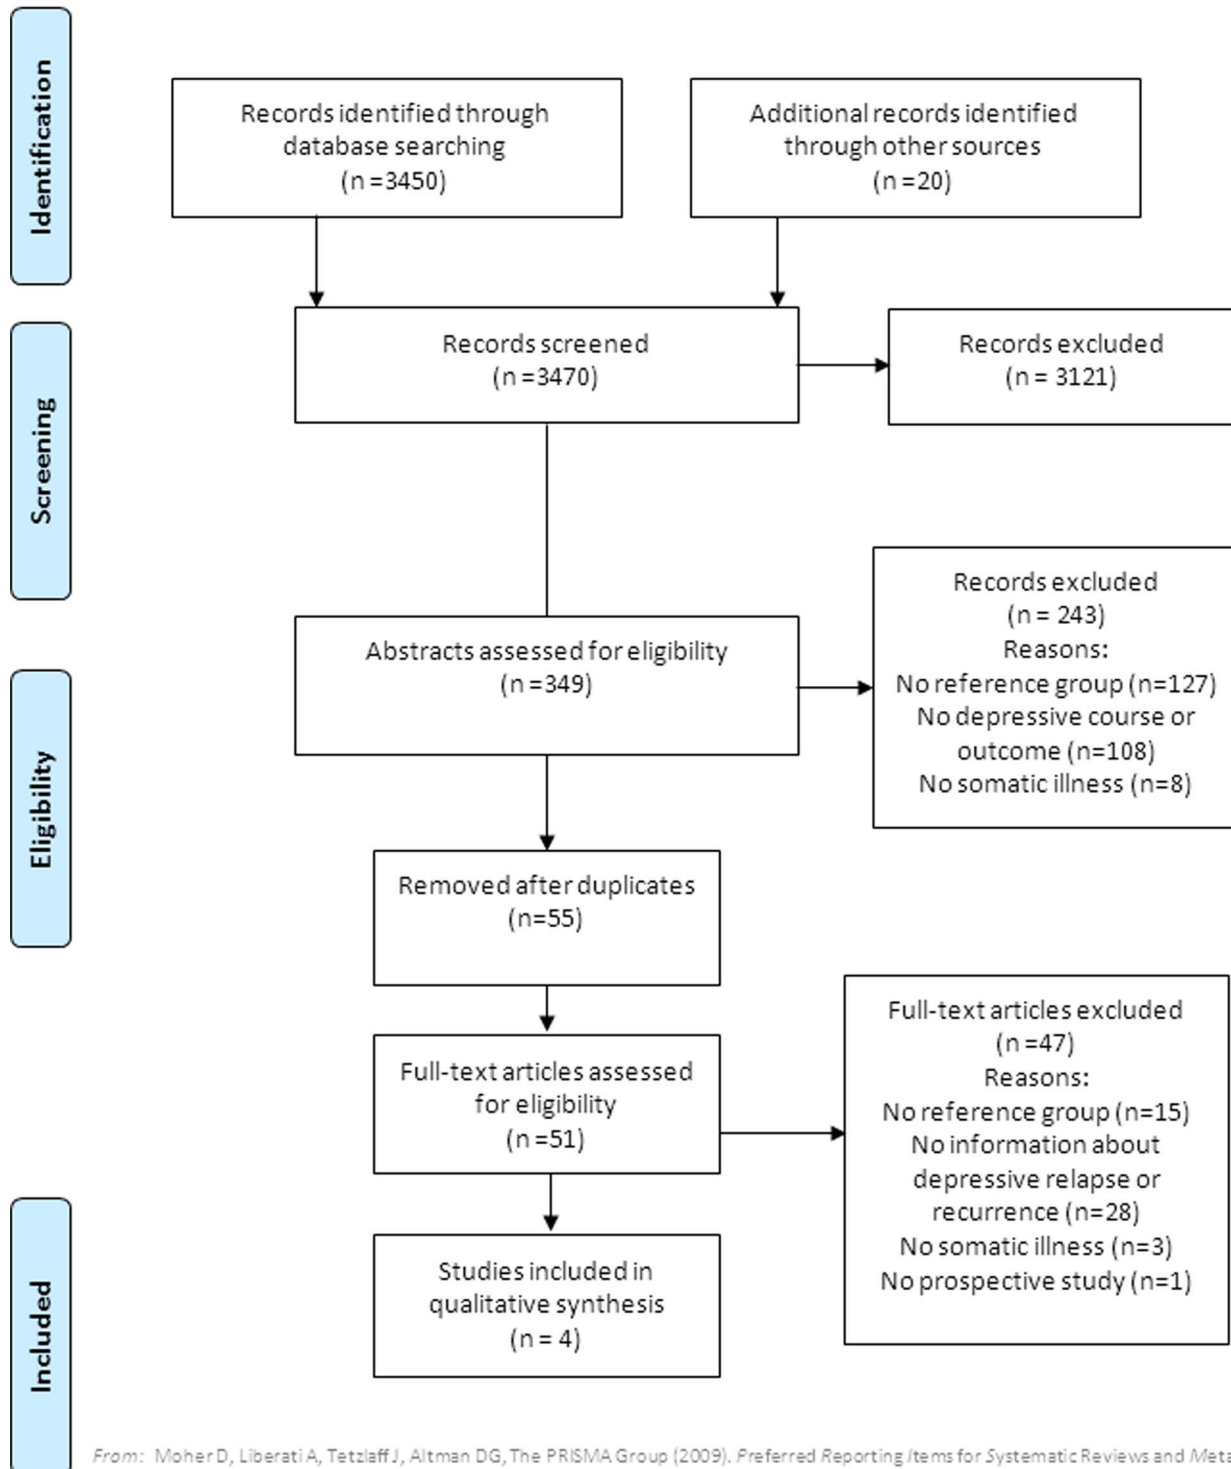 Identification
Records identified through
database searching
(n =3450)
Additional records identified
through other sources
(n =20)
Screening
Records screened
(n =3470)
Records excluded
(n = 3121)
Eligibility
Abstracts assessed for eligibility
(n =349)
Records excluded
(n = 243)
Reasons:
No reference group (n=127)
No depressive course or
outcome (n=108)
No somatic illness (n=8)
Removed after duplicates
(n=55)
Full-text articles assessed
for eligibility
(n =51)
Full-text articles excluded
(n =47)
Reasons:
No reference group (n=15)
No information about
depressive relapse or
recurrence (n=28)
No somatic illness (n=3)
No prospective study (n=1)
Included
Studies included in
qualitative synthesis
(n = 4)
From: Moher D, Liberati A, Tetzlaff J, Altman DG, The PRISMA Group (2009). Preferred Reporting Items for Systematic Reviews and Meta